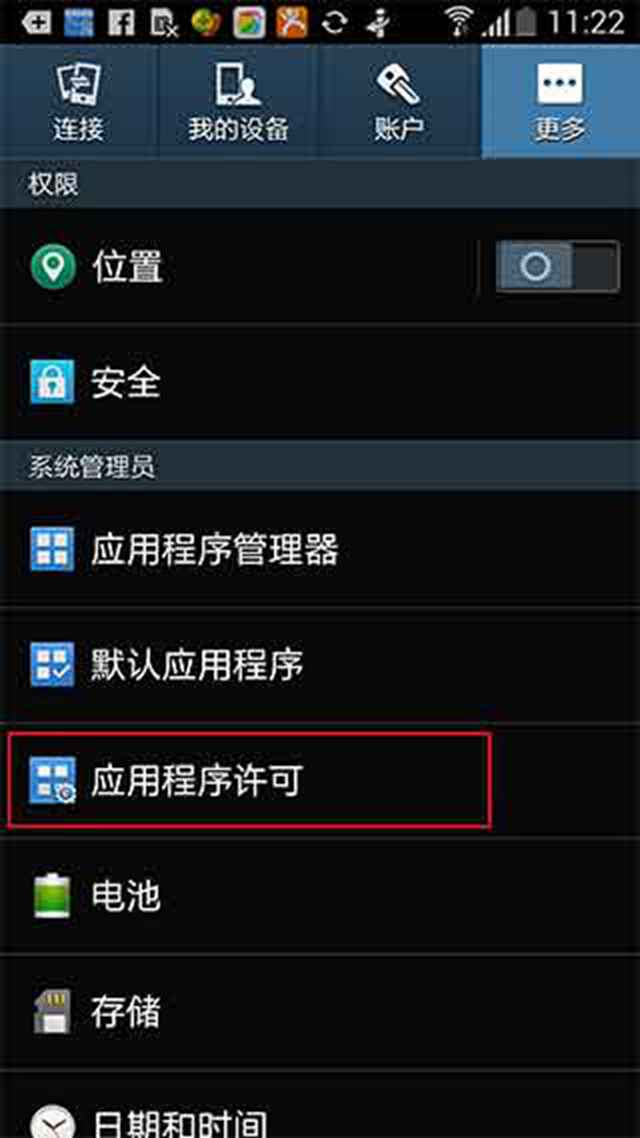 11:22
连接 我的设备 账户 更多
权限
位置
安全
系统管理员
应用程序管理器
默认应用程序
应用程序许可
电池
存储
日期和时间